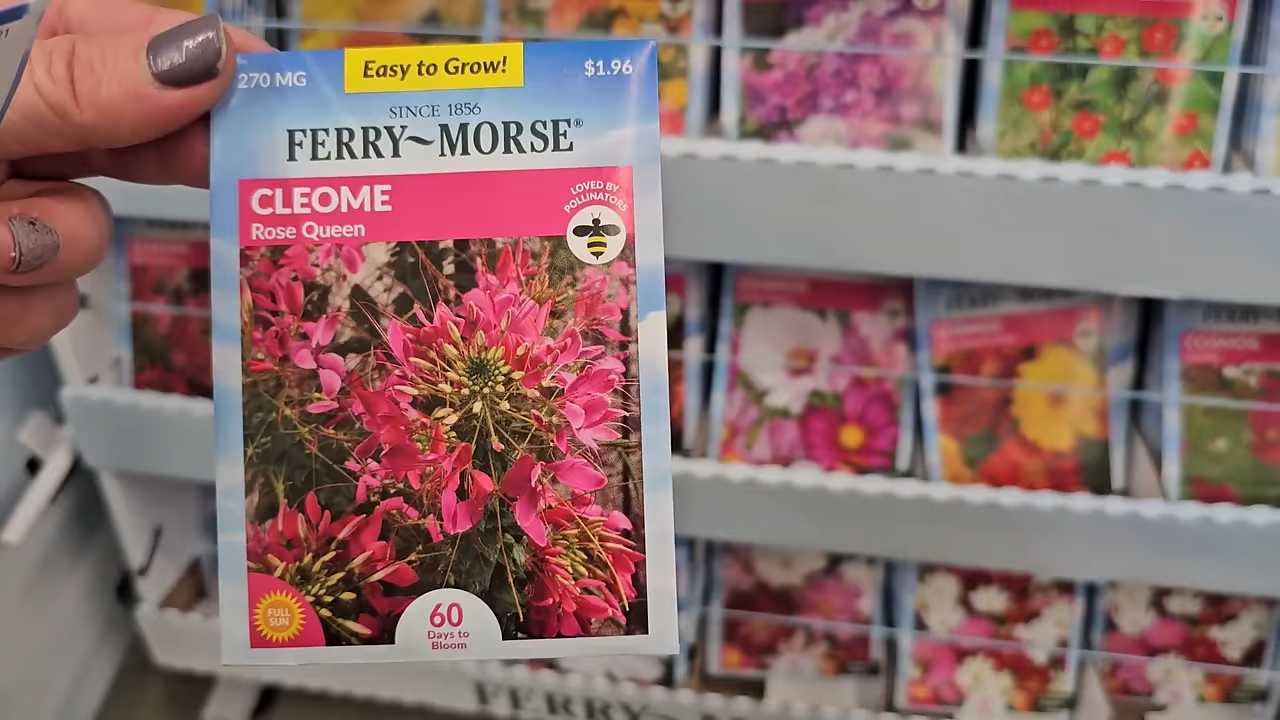 270 MG
Easy to Grow!
$1.96
SINCE 1856
FERRY~MORSE®
CLEOME
Rose Queen
LOVED BY
POLLINATORS
FULL
SUN
60
Days to
Bloom
COSMOS
FERRY-M